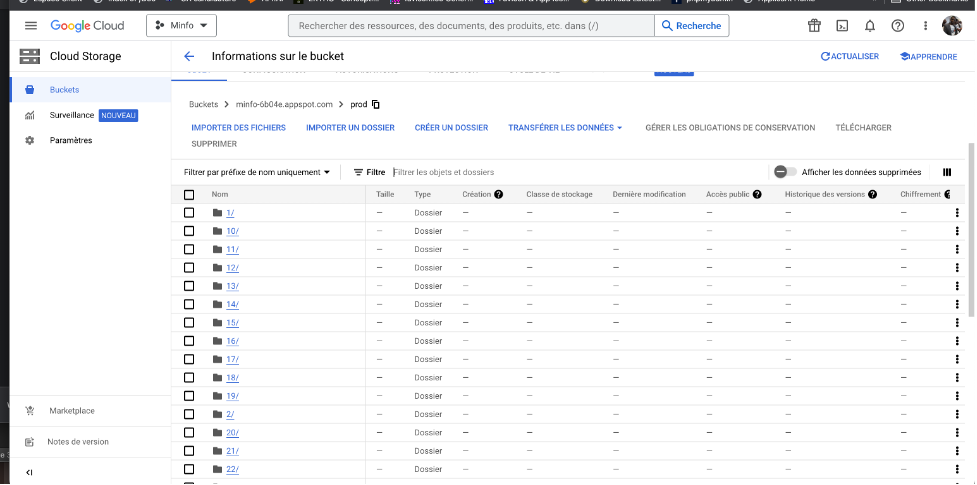 Google Cloud
Minfo
Rechercher des ressources, des documents, des produits, etc. dans (/)
Recherche
Cloud Storage
Informations sur le bucket
ACTUALISER
APPRENDRE
Buckets
Surveillance NOUVEAU
Paramètres
Marketplace
Notes de version
Buckets > minfo-6b04e.appspot.com > prod
IMPORTER DES FICHIERS IMPORTER UN DOSSIER CRÉER UN DOSSIER TRANSFÉRER LES DONNÉES GÉRER LES OBLIGATIONS DE CONSERVATION TÉLÉCHARGER
SUPPRIMER
Filtrer par préfixe de nom uniquement Filtre Filtrer les objets et dossiers Afficher les données supprimées
Nom Taille Type Création Classe de stockage Dernière modification Accès public Historique des versions Chiffrement
1/ — Dossier — — — — — —
10/ — Dossier — — — — — —
11/ — Dossier — — — — — —
12/ — Dossier — — — — — —
13/ — Dossier — — — — — —
14/ — Dossier — — — — — —
15/ — Dossier — — — — — —
16/ — Dossier — — — — — —
17/ — Dossier — — — — — —
18/ — Dossier — — — — — —
19/ — Dossier — — — — — —
2/ — Dossier — — — — — —
20/ — Dossier — — — — — —
21/ — Dossier — — — — — —
22/ — Dossier — — — — — —